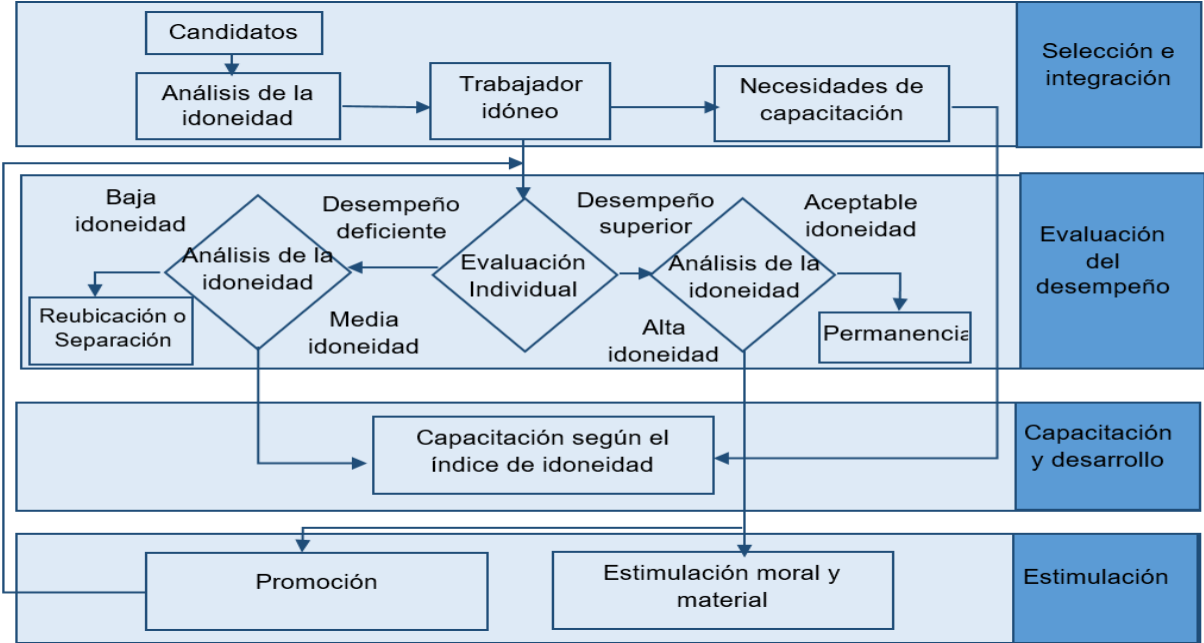 Candidatos
Análisis de la
idoneidad
Trabajador
idóneo
Necesidades de
capacitación
Selección e
integración
Baja
idoneidad
Análisis de la
idoneidad
Desempeño
deficiente
Evaluación
Individual
Desempeño
superior
Análisis de la
idoneidad
Aceptable
idoneidad
Reubicación o
Separación
Media
idoneidad
Alta
idoneidad
Permanencia
Evaluación
del
desempeño
Capacitación según el
índice de idoneidad
Capacitación
y desarrollo
Promoción
Estimulación moral y
material
Estimulación